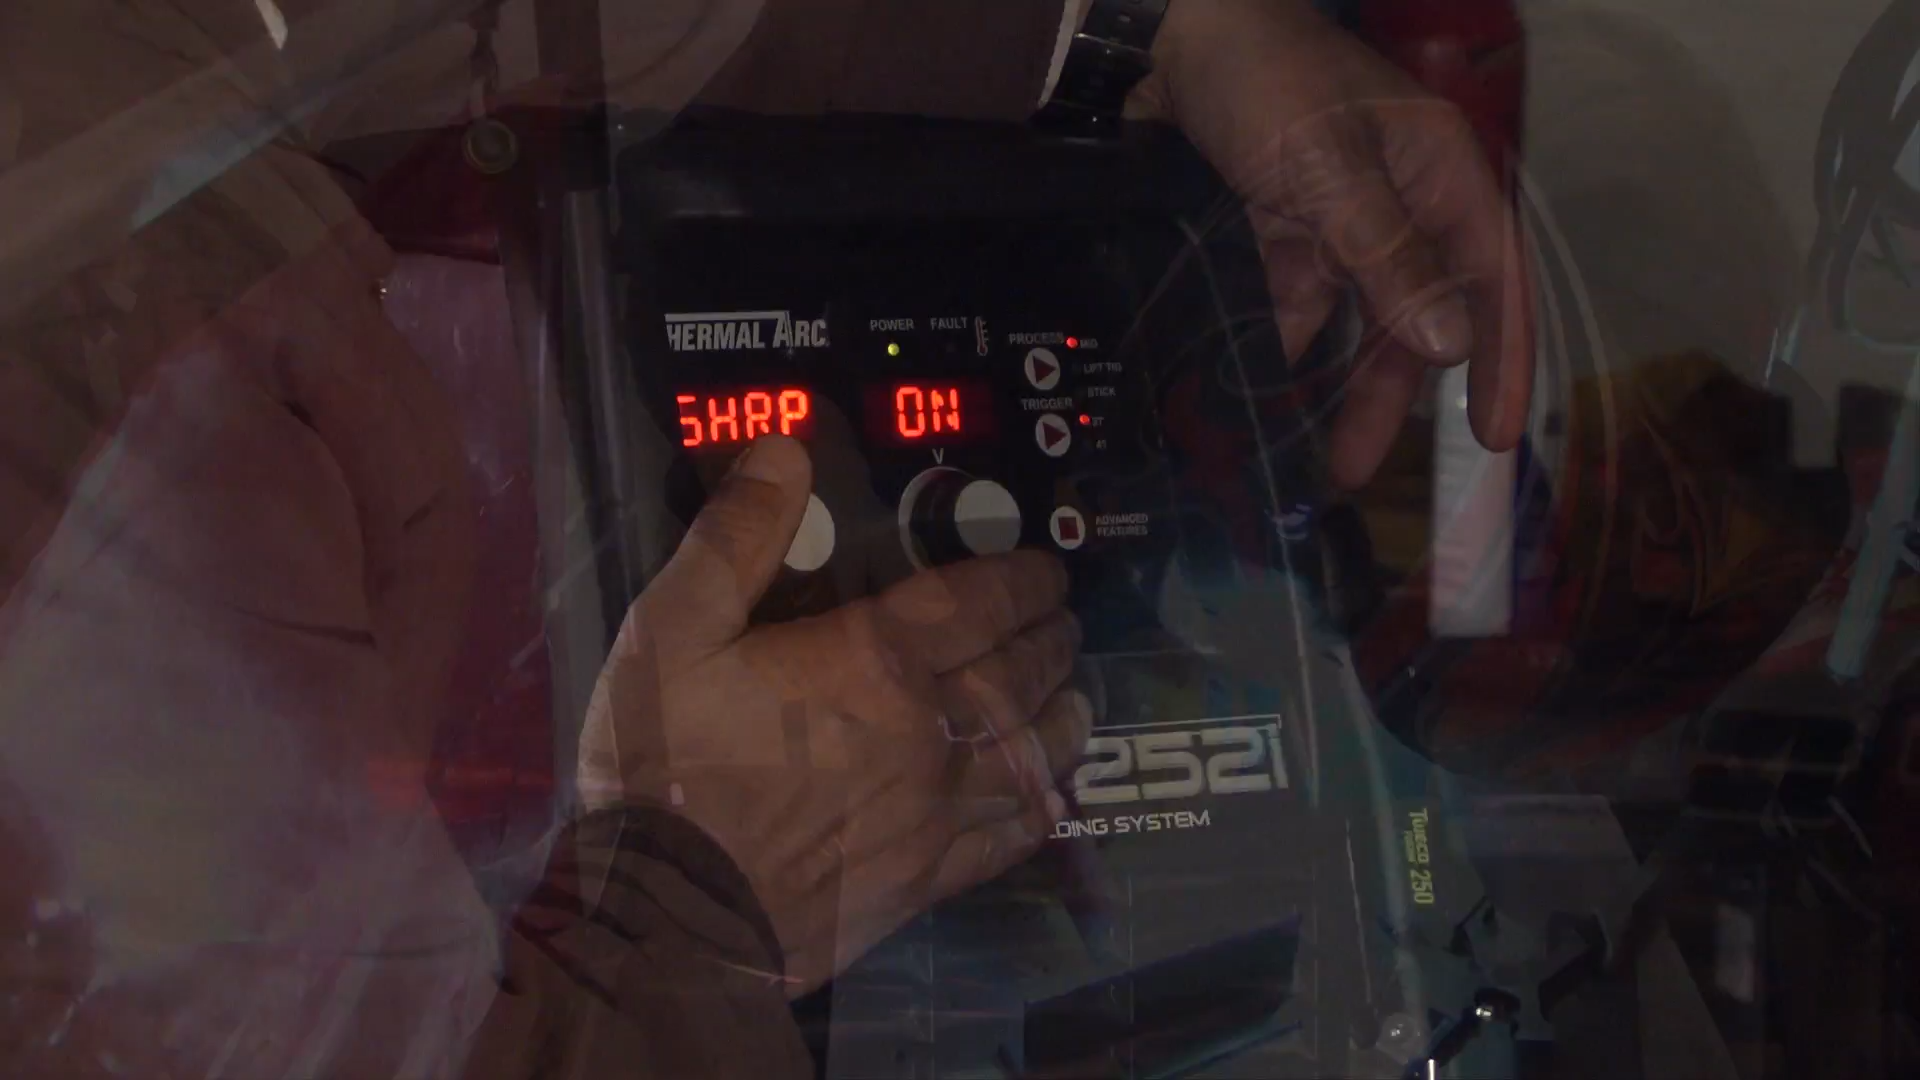 HERMAL ARC
POWER FAULT
PROCESS MIG
LIFT TIG
STICK
SHRP ON
TRIGGER 2T
4T
V
ADVANCED
FEATURES
252i
LDING SYSTEM
Tweco 250